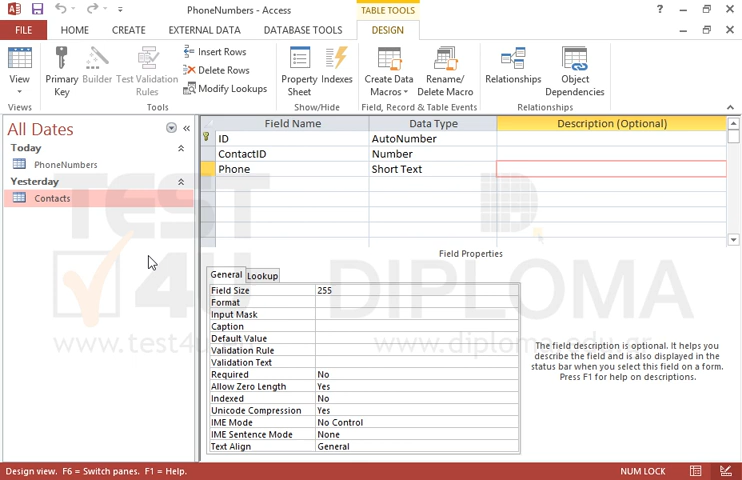 PhoneNumbers - Access
TABLE TOOLS
FILE HOME CREATE EXTERNAL DATA DATABASE TOOLS DESIGN
View
Views
Primary Key
Builder
Test Validation Rules
Insert Rows
Delete Rows
Modify Lookups
Tools
Property Sheet
Indexes
Show/Hide
Create Data Macros
Rename/ Delete Macro
Field, Record & Table Events
Relationships
Object Dependencies
Relationships
All Dates
Today
PhoneNumbers
Yesterday
Contacts
Field Name Data Type Description (Optional)
ID AutoNumber
ContactID Number
Phone Short Text
Field Properties
General Lookup
Field Size 255
Format
Input Mask
Caption
Default Value
Validation Rule
Validation Text
Required No
Allow Zero Length Yes
Indexed No
Unicode Compression Yes
IME Mode No Control
IME Sentence Mode None
Text Align General
The field description is optional. It helps you
describe the field and is also displayed in the
status bar when you select this field on a form.
Press F1 for help on descriptions.
TEST
4U
DIPLOMA
Design view. F6 = Switch panes. F1 = Help.
NUM LOCK